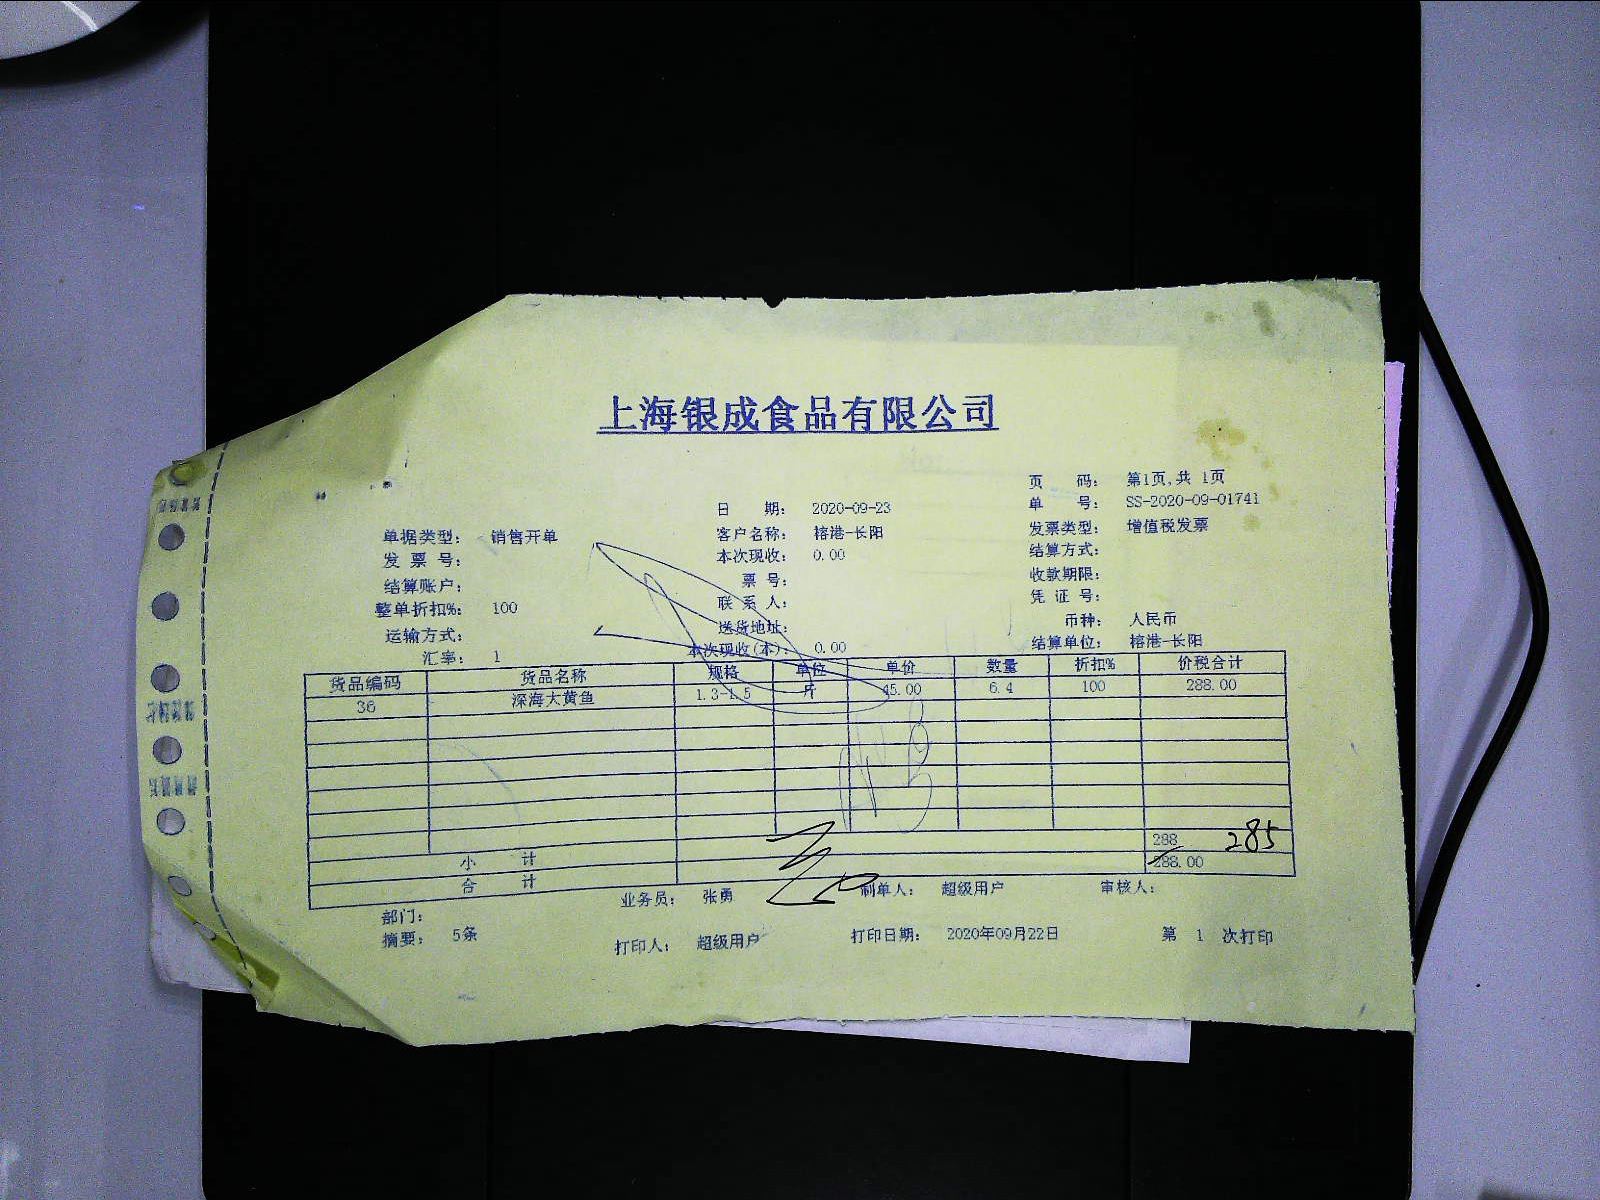 上海银成食品有限公司
页 码: 第1页,共 1页
日 期: 2020-09-23 单 号: SS-2020-09-01741
单据类型: 销售开单 客户名称: 榕港-长阳 发票类型: 增值税发票
发 票 号: 本次现收: 0.00 结算方式:
结算账户: 票 号: 收款期限:
整单折扣%: 100 联 系 人: 凭 证 号:
运输方式: 送货地址: 币种: 人民币
汇率: 1 本次现收(本): 0.00 结算单位: 榕港-长阳
货品编码 货品名称 规格 单位 单价 数量 折扣% 价税合计
36 深海大黄鱼 1.3-1.5 斤 45.00 6.4 100 288.00
小 计 288 285
合 计 288.00
部门: 业务员: 张勇 制单人: 超级用户 审核人:
摘要: 5条 打印人: 超级用户 打印日期: 2020年09月22日 第 1 次打印